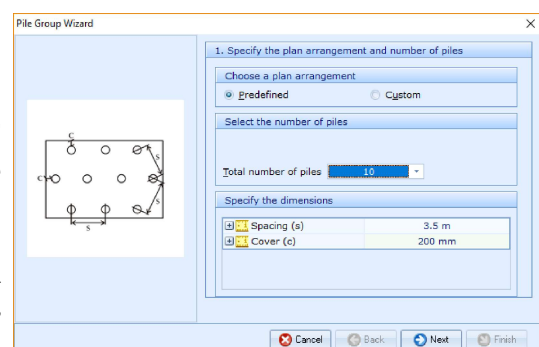 Pile Group Wizard
1. Specify the plan arrangement and number of piles
Choose a plan arrangement
Predefined Custom
Select the number of piles
Total number of piles 10
Specify the dimensions
Spacing (s) 3.5 m
Cover (c) 200 mm
C
C
S
S
S
Cancel Back Next Finish